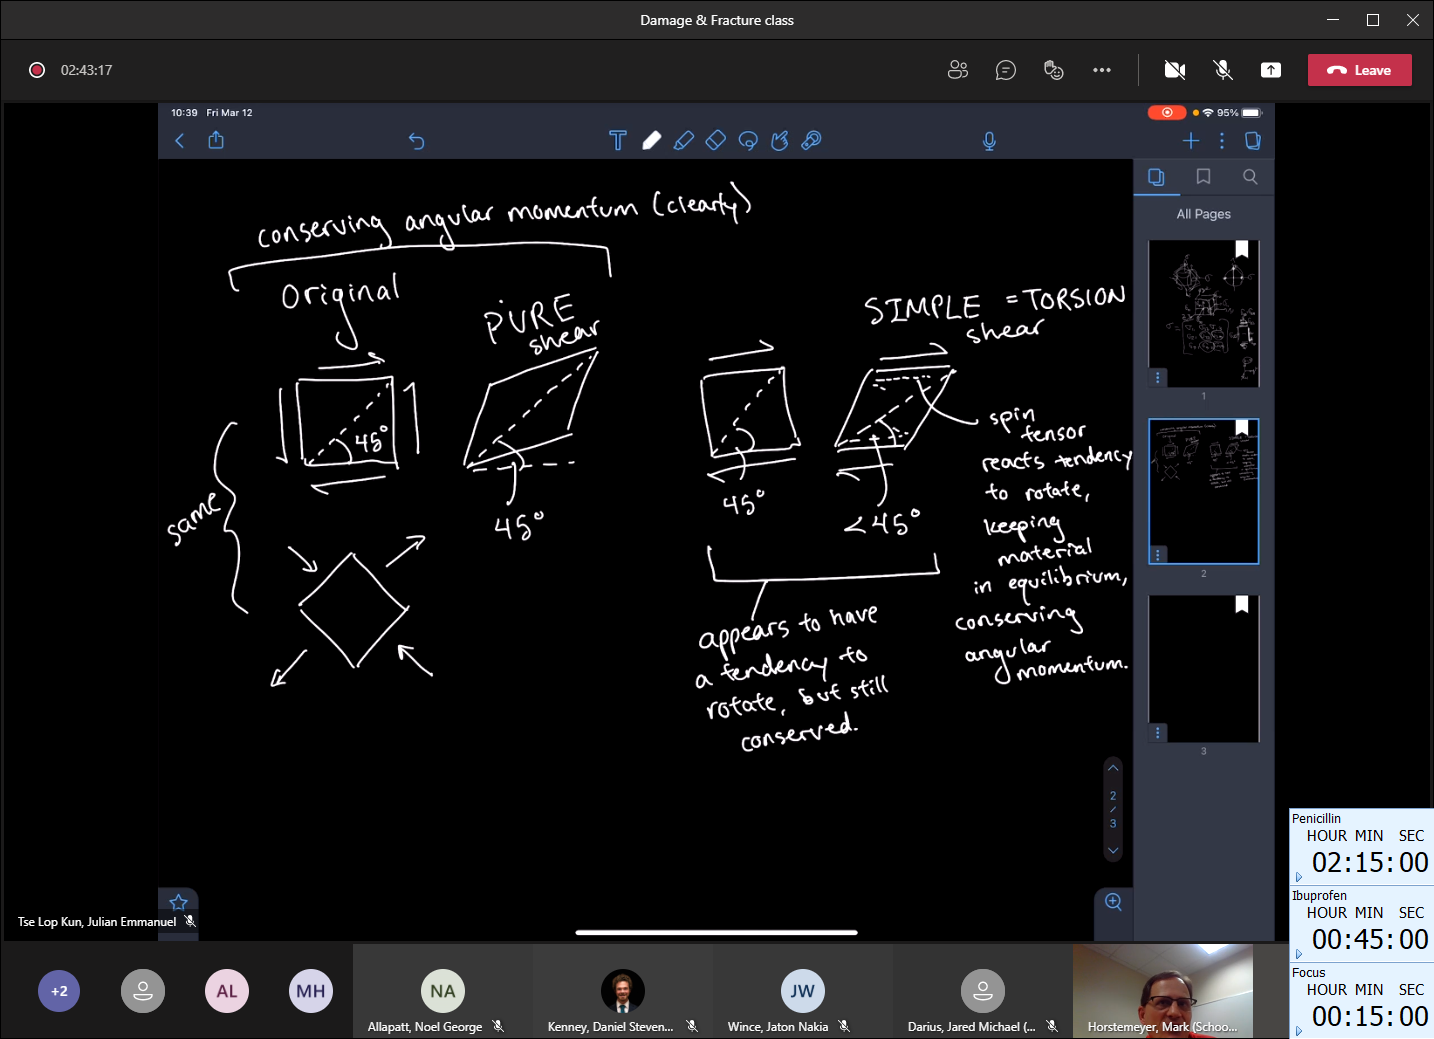 Damage & Fracture class
02:43:17
Leave
10:39 Fri Mar 12
95%
conserving angular momentum (clearly)
Original
PURE
shear
SIMPLE = TORSION
shear
45°
45°
45°
<45°
same
spin
tensor
reacts tendency
to rotate,
keeping
material
in equilibrium,
conserving
angular
momentum.
appears to have
a tendency to
rotate, but still
conserved.
All Pages
1
2
3
2
/
3
Tse Lop Kun, Julian Emmanuel
+2
AL
MH
NA
Allapatt, Noel George
Kenney, Daniel Steven...
JW
Wince, Jaton Nakia
Darius, Jared Michael (...
Horstemeyer, Mark (Schoo...
Penicillin
HOUR MIN SEC
02:15:00
Ibuprofen
HOUR MIN SEC
00:45:00
Focus
HOUR MIN SEC
00:15:00